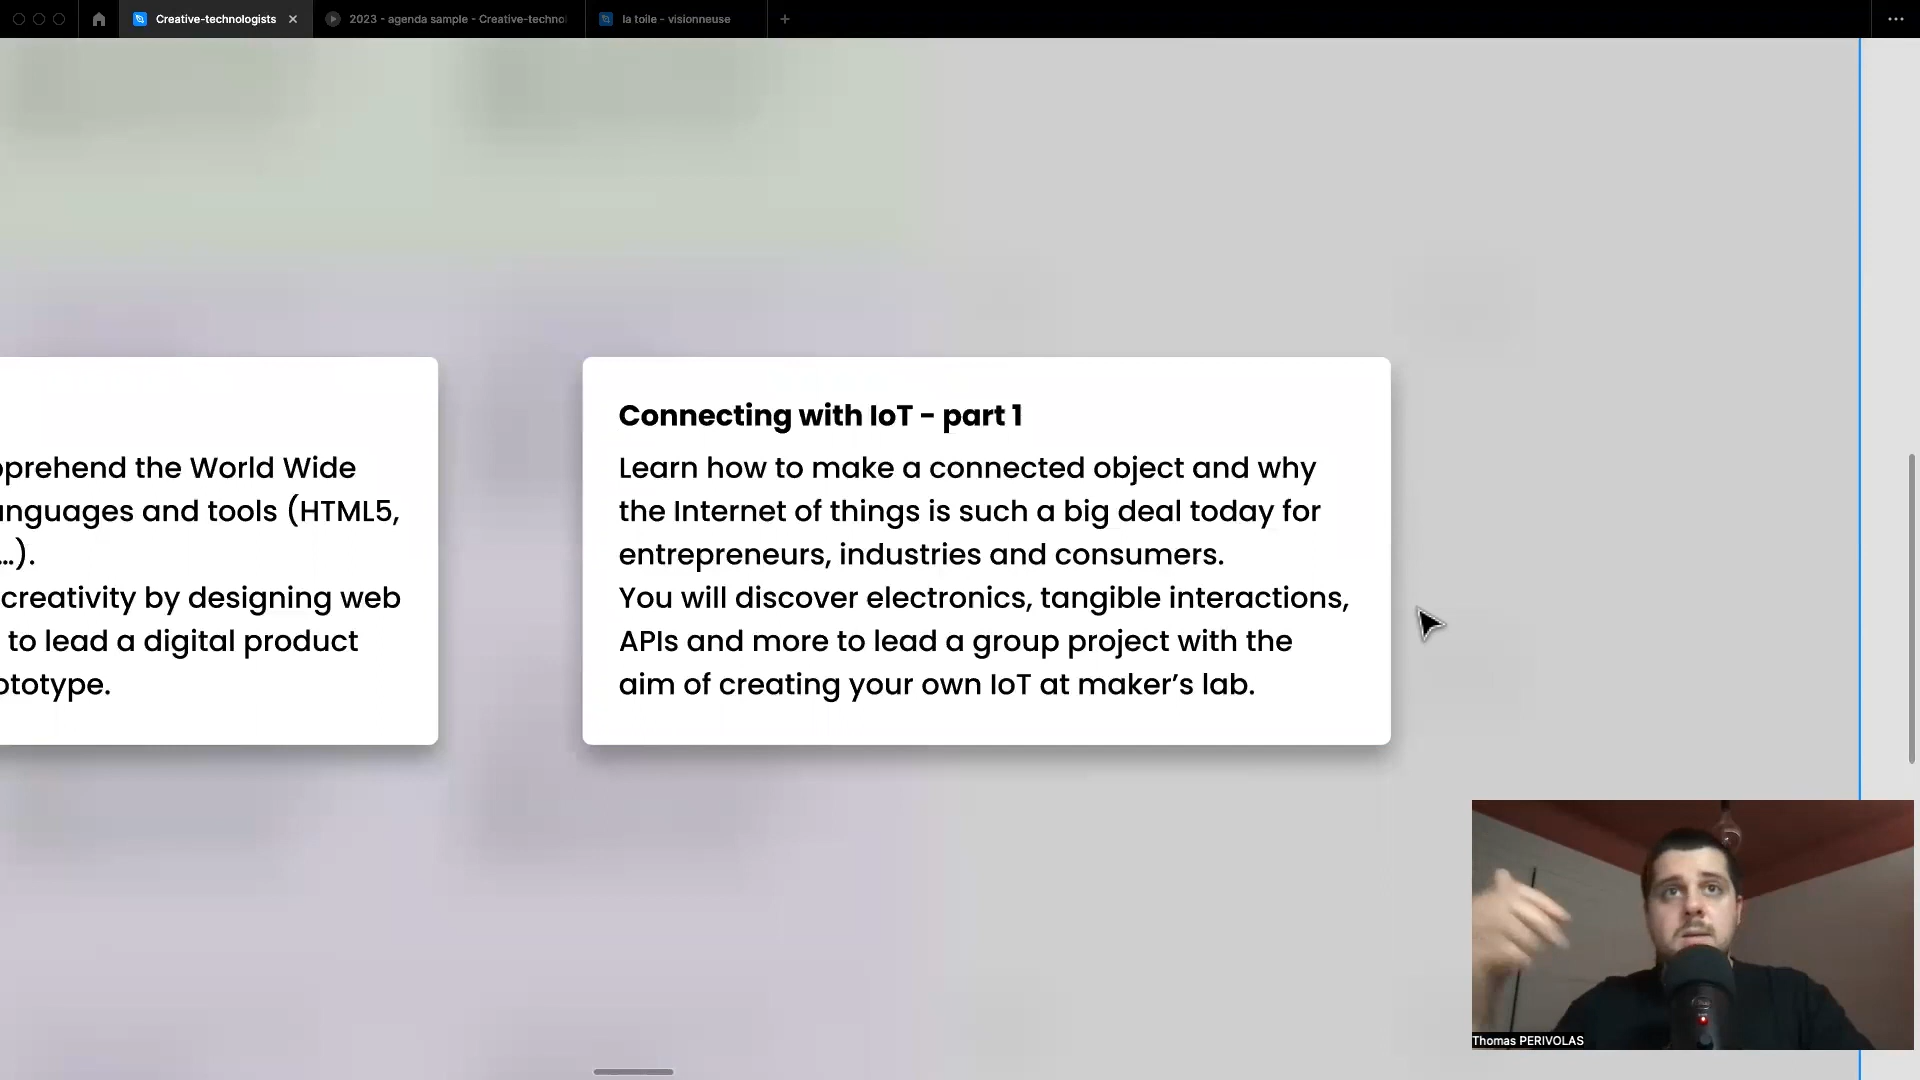 Creative-technologists
2023 - agenda sample - Creative-techno
la toile - visionneuse
prehend the World Wide
nguages and tools (HTML5,
...).
creativity by designing web
to lead a digital product
ototype.
Connecting with IoT - part 1
Learn how to make a connected object and why
the Internet of things is such a big deal today for
entrepreneurs, industries and consumers.
You will discover electronics, tangible interactions,
APIs and more to lead a group project with the
aim of creating your own IoT at maker’s lab.
Thomas PERIVOLAS